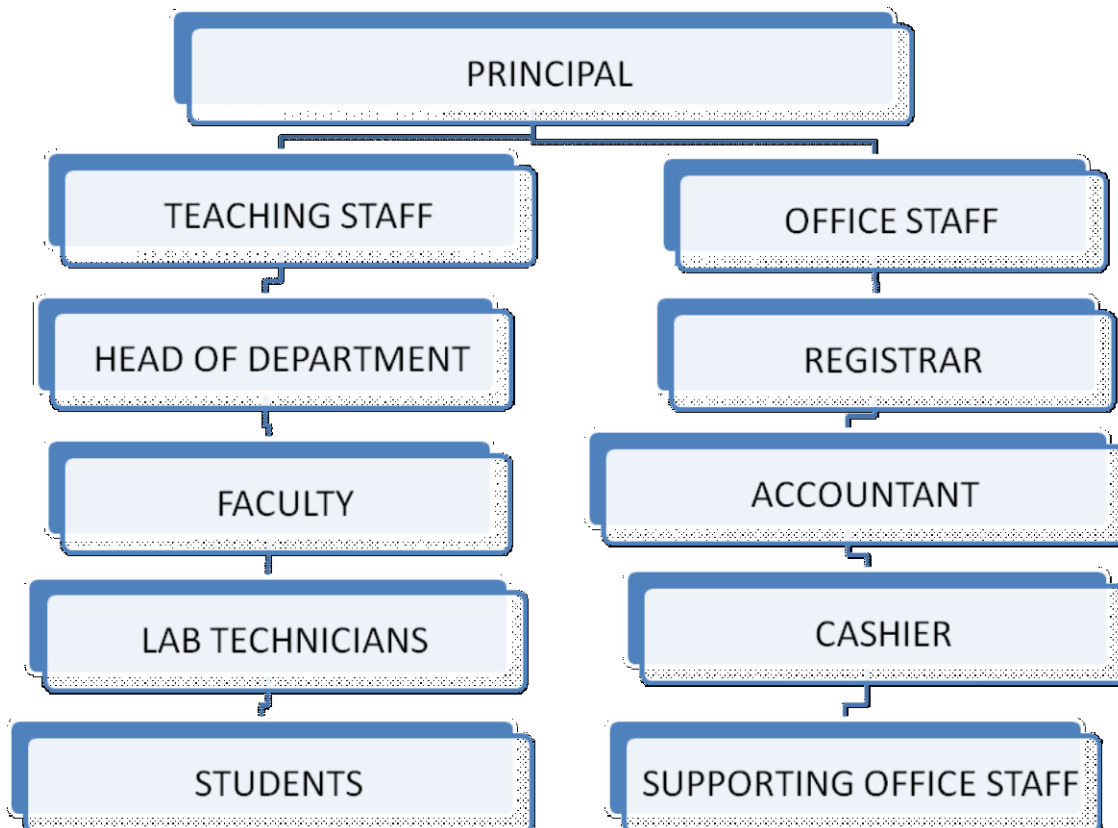 PRINCIPAL
TEACHING STAFF
OFFICE STAFF
HEAD OF DEPARTMENT
REGISTRAR
FACULTY
ACCOUNTANT
LAB TECHNICIANS
CASHIER
STUDENTS
SUPPORTING OFFICE STAFF